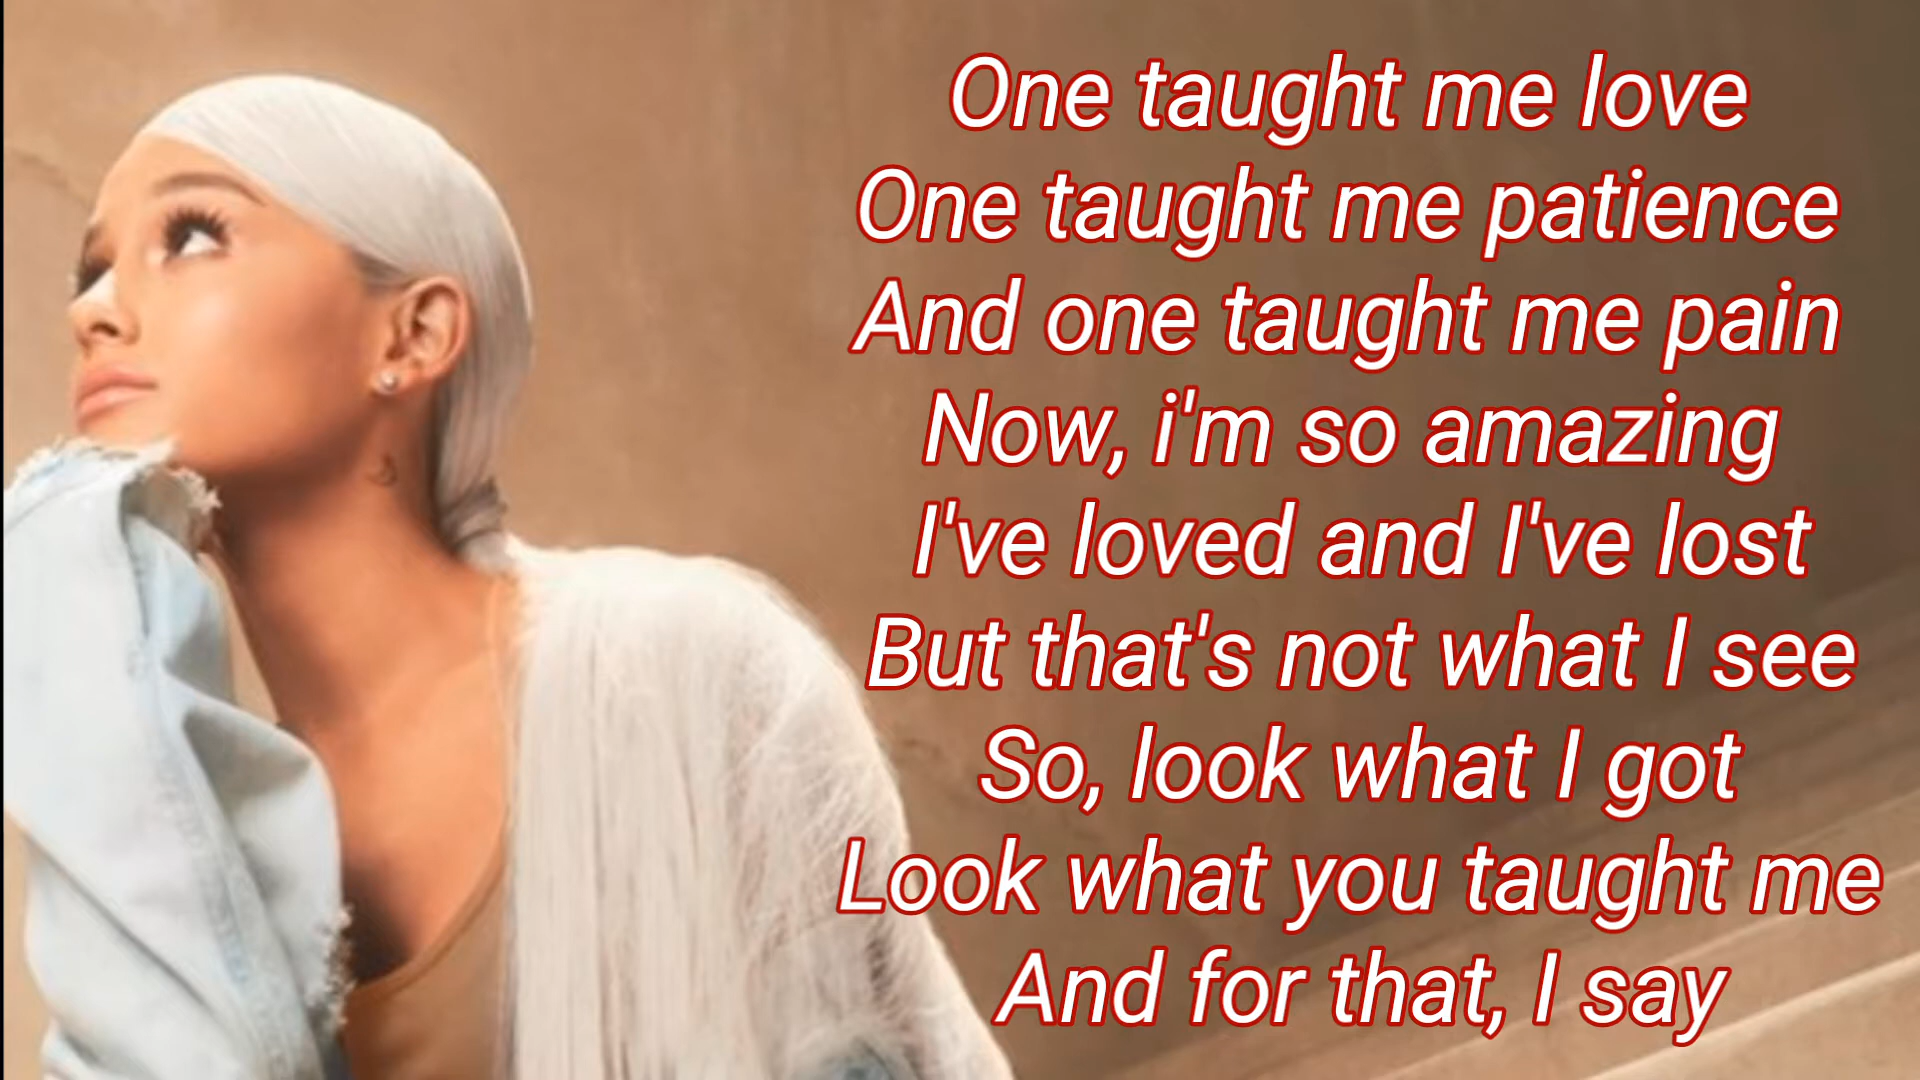 One taught me love
One taught me patience
And one taught me pain
Now, i'm so amazing
I've loved and I've lost
But that's not what I see
So, look what I got
Look what you taught me
And for that, I say